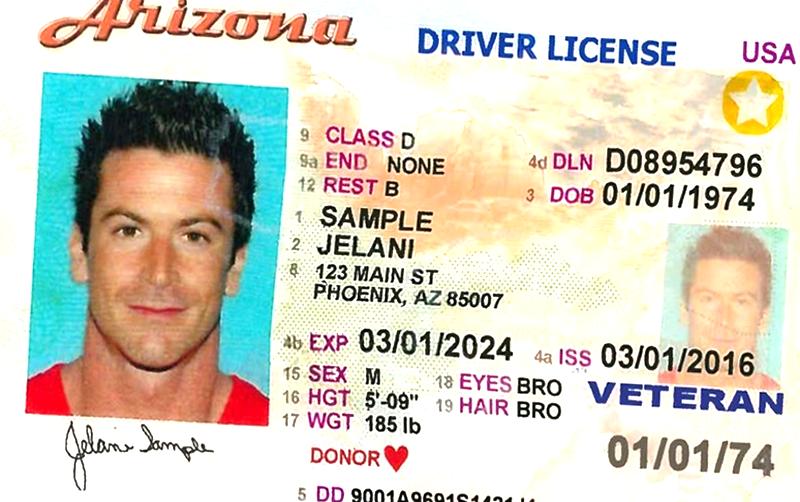 Arizona DRIVER LICENSE USA
9 CLASS D
9a END NONE 4d DLN D08954796
12 REST B 3 DOB 01/01/1974
1 SAMPLE
2 JELANI
8 123 MAIN ST
PHOENIX, AZ 85007
4b EXP 03/01/2024 4a ISS 03/01/2016
15 SEX M 18 EYES BRO VETERAN
16 HGT 5'-09" 19 HAIR BRO
17 WGT 185 lb 01/01/74
Jelani Sample
DONOR
5 DD